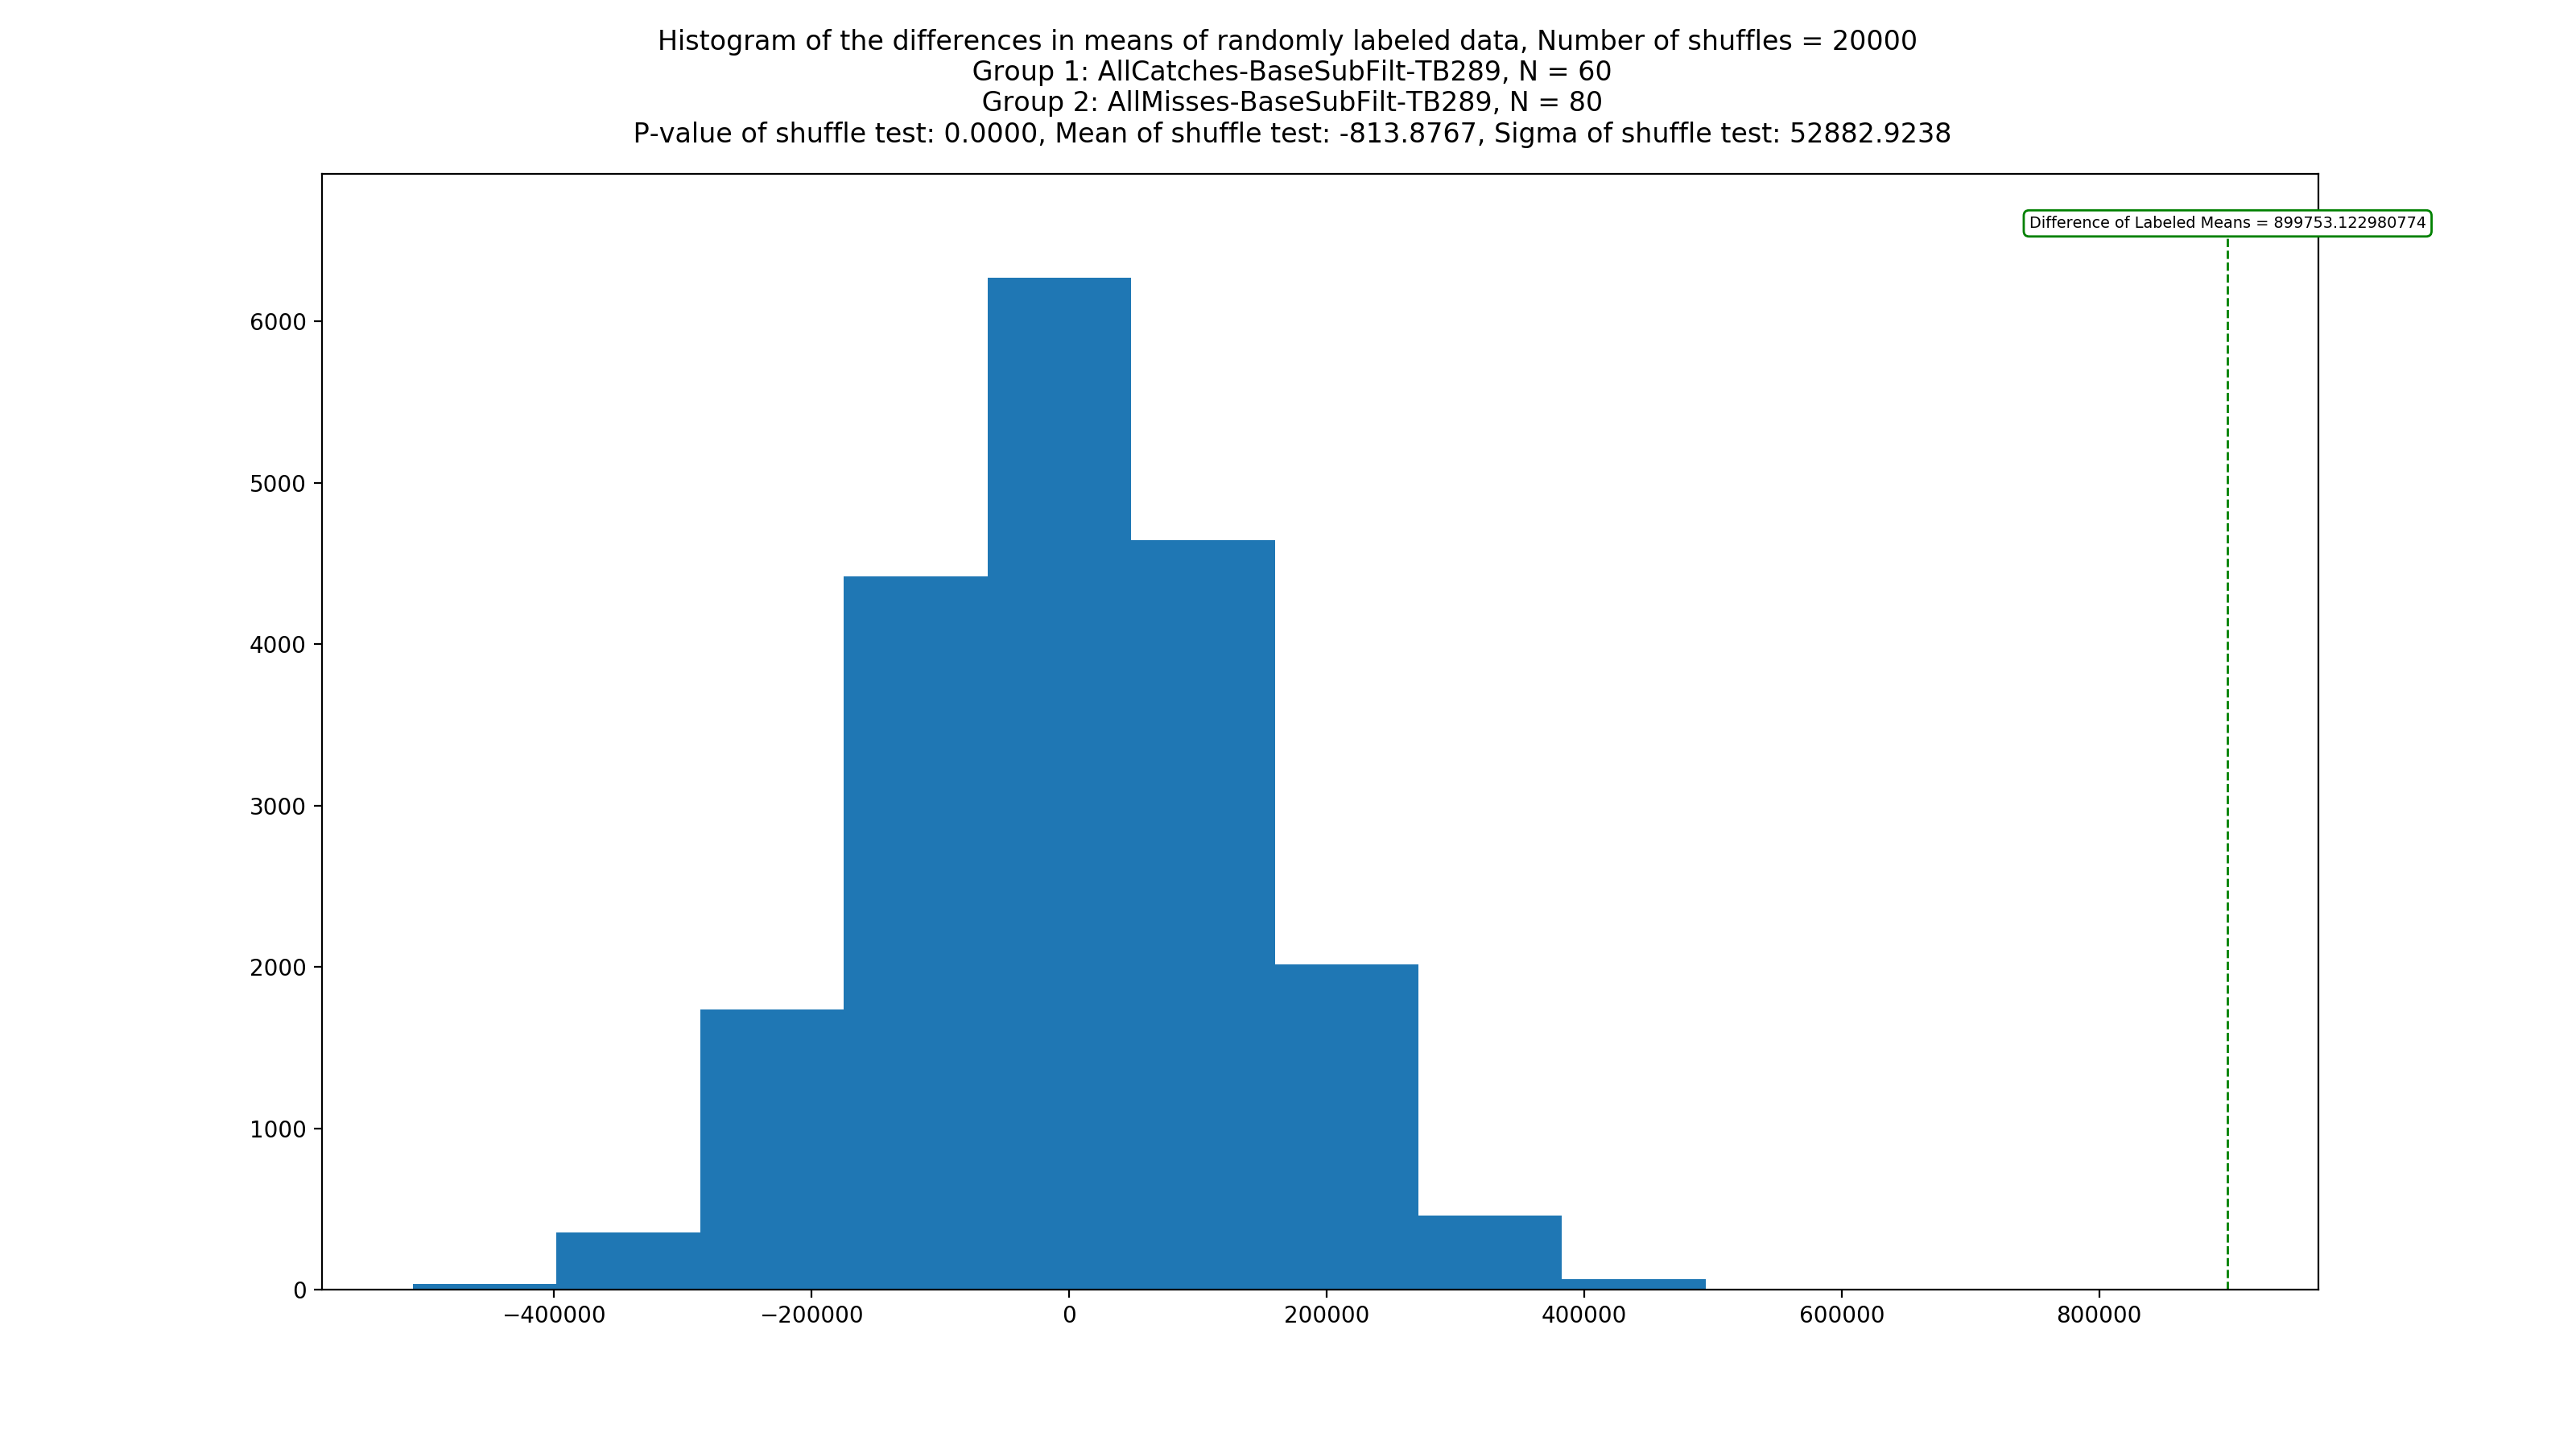 Histogram of the differences in means of randomly labeled data, Number of shuffles = 20000
Group 1: AllCatches-BaseSubFilt-TB289, N = 60
Group 2: AllMisses-BaseSubFilt-TB289, N = 80
P-value of shuffle test: 0.0000, Mean of shuffle test: -813.8767, Sigma of shuffle test: 52882.9238
Difference of Labeled Means = 899753.122980774
6000
5000
4000
3000
2000
1000
0
−400000
−200000
0
200000
400000
600000
800000